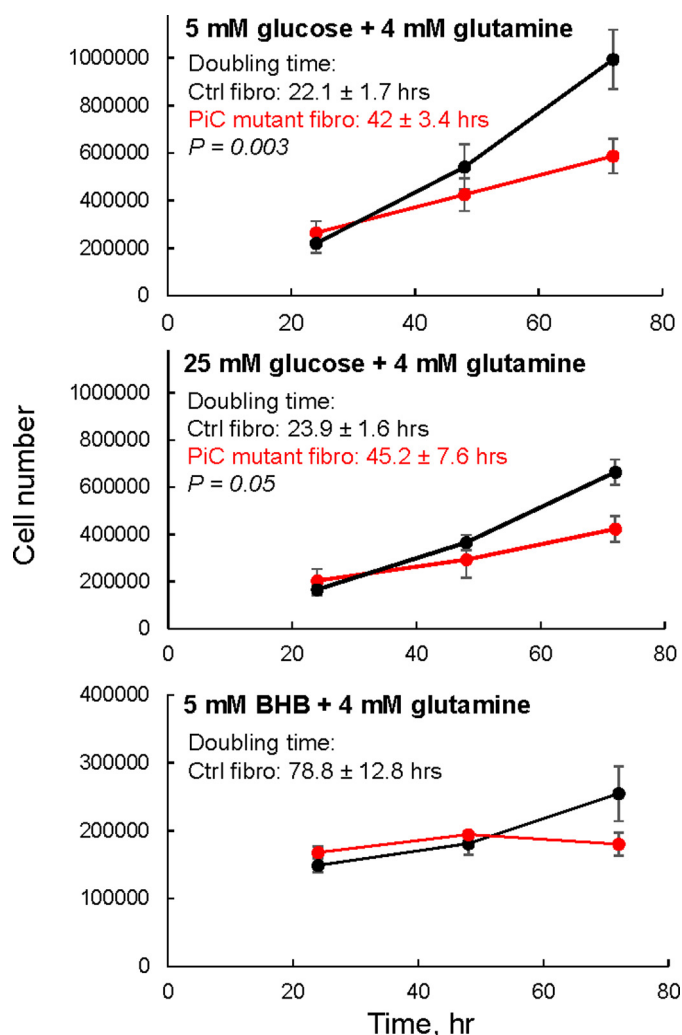 5 mM glucose + 4 mM glutamine
Doubling time:
Ctrl fibro: 22.1 ± 1.7 hrs
PiC mutant fibro: 42 ± 3.4 hrs
P = 0.003
1000000
800000
600000
400000
200000
0
0 20 40 60 80
25 mM glucose + 4 mM glutamine
Doubling time:
Ctrl fibro: 23.9 ± 1.6 hrs
PiC mutant fibro: 45.2 ± 7.6 hrs
P = 0.05
1000000
800000
600000
400000
200000
0
0 20 40 60 80
Cell number
5 mM BHB + 4 mM glutamine
Doubling time:
Ctrl fibro: 78.8 ± 12.8 hrs
400000
300000
200000
100000
0
0 20 40 60 80
Time, hr